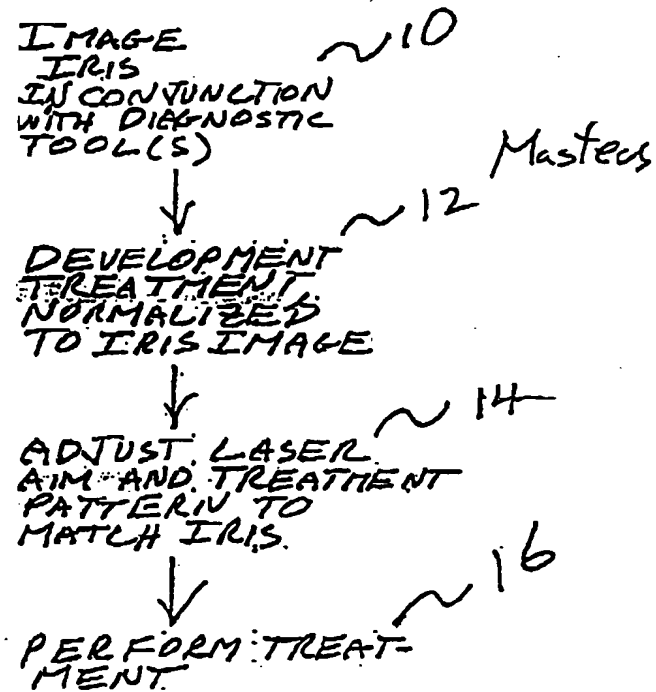 IMAGE
IRIS
IN CONJUNCTION
WITH DIAGNOSTIC
TOOL(S)
10
Masters
12
DEVELOPMENT
TREATMENT
NORMALIZED
TO IRIS IMAGE
14
ADJUST LASER
AIM AND TREATMENT
PATTERN TO
MATCH IRIS.
16
PERFORM TREAT-
MENT